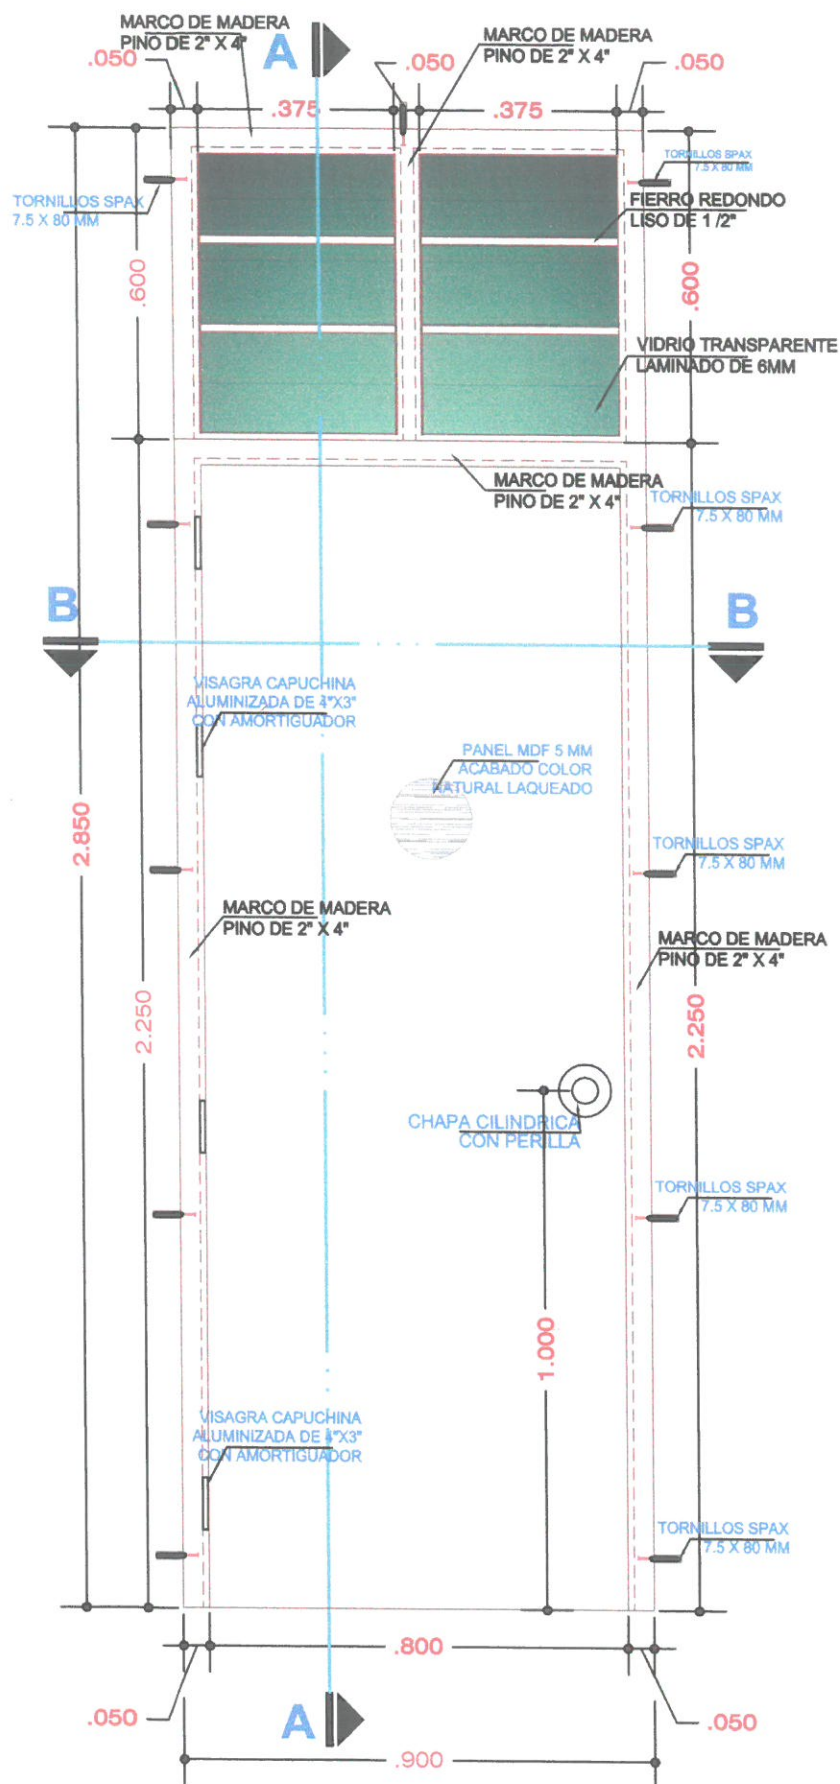 MARCO DE MADERA
PINO DE 2" X 4"
A
MARCO DE MADERA
PINO DE 2" X 4"
.050
.050
.050
.375
.375
TORNILLOS SPAX
7.5 X 80 MM
TORNILLOS SPAX
7.5 X 80 MM
FIERRO REDONDO
LISO DE 1 /2"
.600
.600
VIDRIO TRANSPARENTE
LAMINADO DE 6MM
MARCO DE MADERA
PINO DE 2" X 4"
TORNILLOS SPAX
7.5 X 80 MM
B
B
VISAGRA CAPUCHINA
ALUMINIZADA DE 4"X3"
CON AMORTIGUADOR
PANEL MDF 5 MM
ACABADO COLOR
NATURAL LAQUEADO
2.850
TORNILLOS SPAX
7.5 X 80 MM
MARCO DE MADERA
PINO DE 2" X 4"
MARCO DE MADERA
PINO DE 2" X 4"
2.250
2.250
CHAPA CILINDRICA
CON PERILLA
TORNILLOS SPAX
7.5 X 80 MM
1.000
VISAGRA CAPUCHINA
ALUMINIZADA DE 4"X3"
CON AMORTIGUADOR
TORNILLOS SPAX
7.5 X 80 MM
.800
.050
A
.050
.900